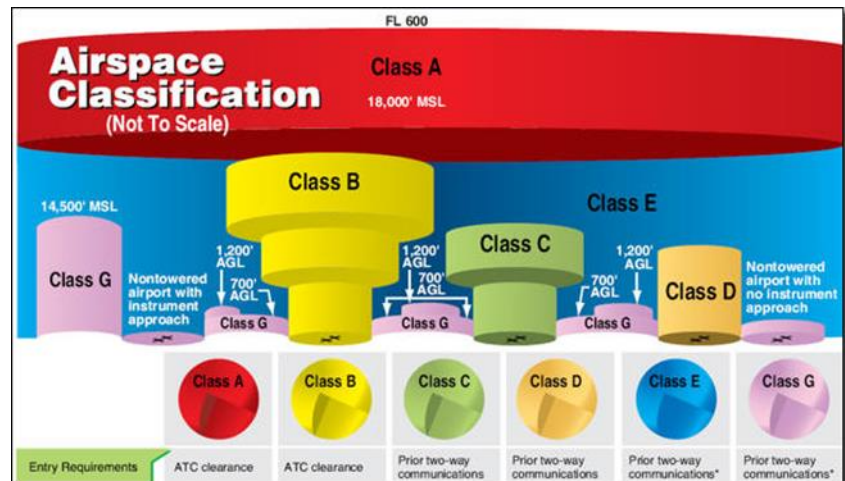 FL 600
Airspace
Classification
(Not To Scale)
Class A
18,000' MSL
Class B
Class E
14,500' MSL
Class C
1,200'
AGL
1,200'
AGL
1,200'
AGL
Class G
Nontowered
airport with
instrument
approach
700'
AGL
700'
AGL
700'
AGL
Class D
Nontowered
airport with
no instrument
approach
Class G
Class G
Class G
Class A
Class B
Class C
Class D
Class E
Class G
Entry Requirements
ATC clearance
ATC clearance
Prior two-way
communications
Prior two-way
communications
Prior two-way
communications*
Prior two-way
communications*